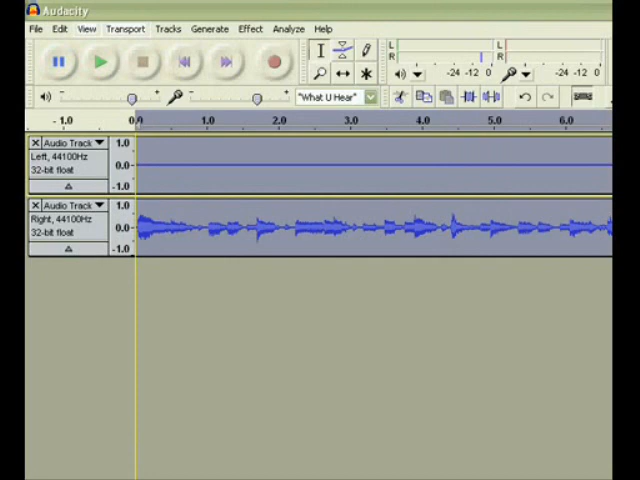 Audacity
File Edit View Transport Tracks Generate Effect Analyze Help
L
R
-24 -12 0
L
R
-24 -12 0
- + - + "What U Hear"
- 1.0 0.0 1.0 2.0 3.0 4.0 5.0 6.0
X Audio Track 1.0
Left, 44100Hz 0.0
32-bit float
-1.0
X Audio Track 1.0
Right, 44100Hz 0.0
32-bit float
-1.0